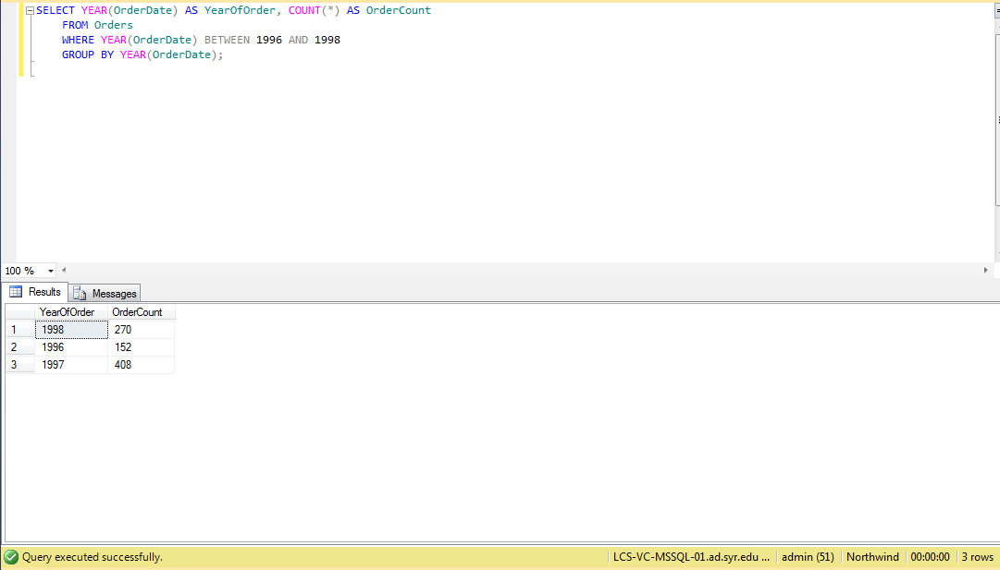 SELECT YEAR(OrderDate) AS YearOfOrder, COUNT(*) AS OrderCount
FROM Orders
WHERE YEAR(OrderDate) BETWEEN 1996 AND 1998
GROUP BY YEAR(OrderDate);
100 %
Results Messages
YearOfOrder OrderCount
1 1998 270
2 1996 152
3 1997 408
Query executed successfully. LCS-VC-MSSQL-01.ad.syr.edu ... admin (51) Northwind 00:00:00 3 rows